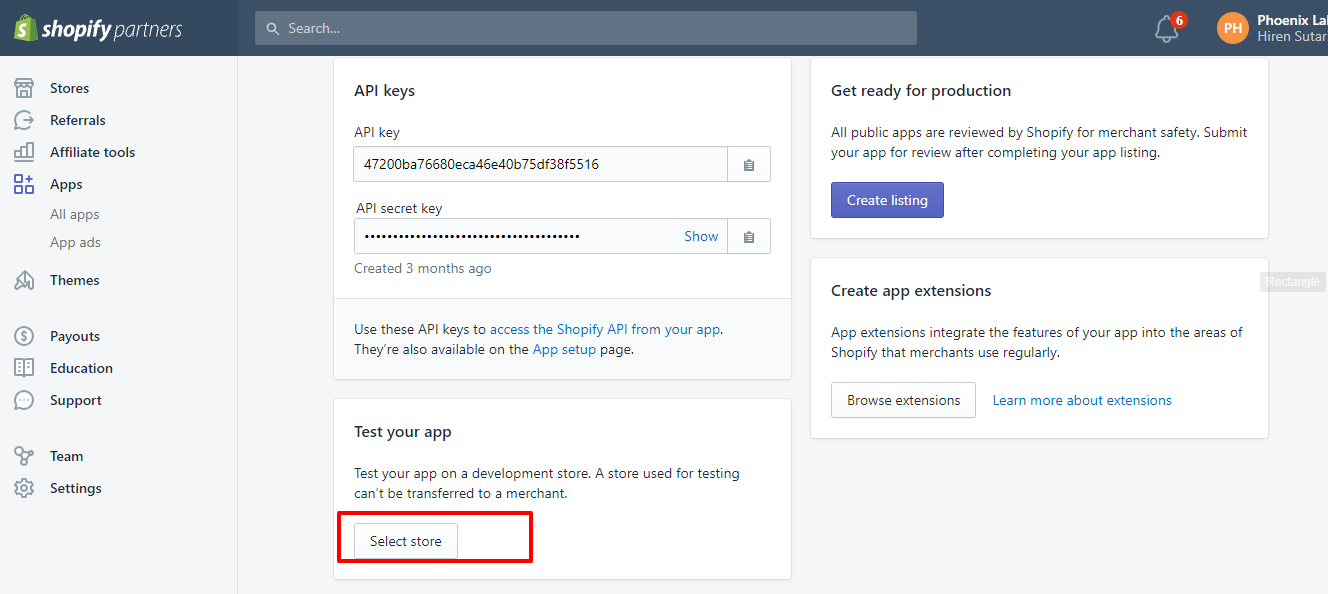 shopify partners
Search...
6
PH
Phoenix La
Hiren Sutar
Stores
Referrals
Affiliate tools
Apps
All apps
App ads
Themes
Payouts
Education
Support
Team
Settings
API keys
API key
47200ba76680eca46e40b75df38f5516
API secret key
••••••••••••••••••••••••••••••••••••••
Show
Created 3 months ago
Use these API keys to access the Shopify API from your app.
They're also available on the App setup page.
Test your app
Test your app on a development store. A store used for testing
can't be transferred to a merchant.
Select store
Get ready for production
All public apps are reviewed by Shopify for merchant safety. Submit
your app for review after completing your app listing.
Create listing
Rectangle
Create app extensions
App extensions integrate the features of your app into the areas of
Shopify that merchants use regularly.
Browse extensions
Learn more about extensions